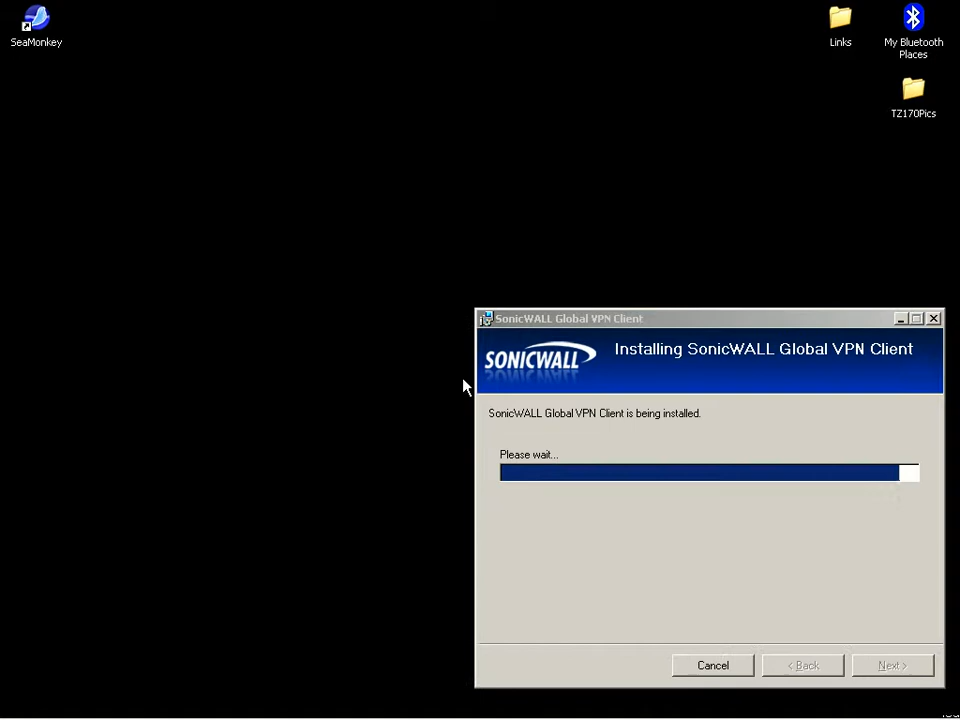 SeaMonkey
Links
My Bluetooth
Places
TZ170Pics
SonicWALL Global VPN Client
SONICWALL
Installing SonicWALL Global VPN Client
SonicWALL Global VPN Client is being installed.
Please wait...
Cancel
< Back
Next >